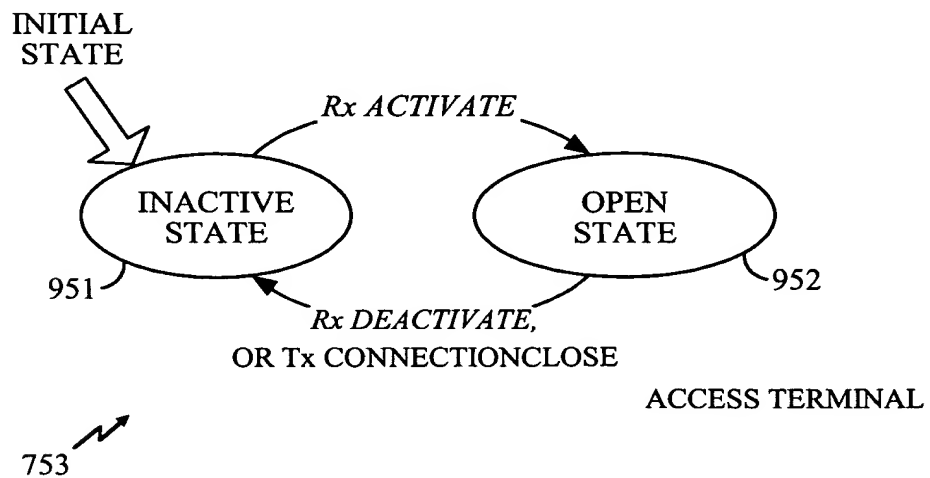 INITIAL
STATE
Rx ACTIVATE
INACTIVE
STATE
OPEN
STATE
951
952
Rx DEACTIVATE,
OR Tx CONNECTIONCLOSE
ACCESS TERMINAL
753